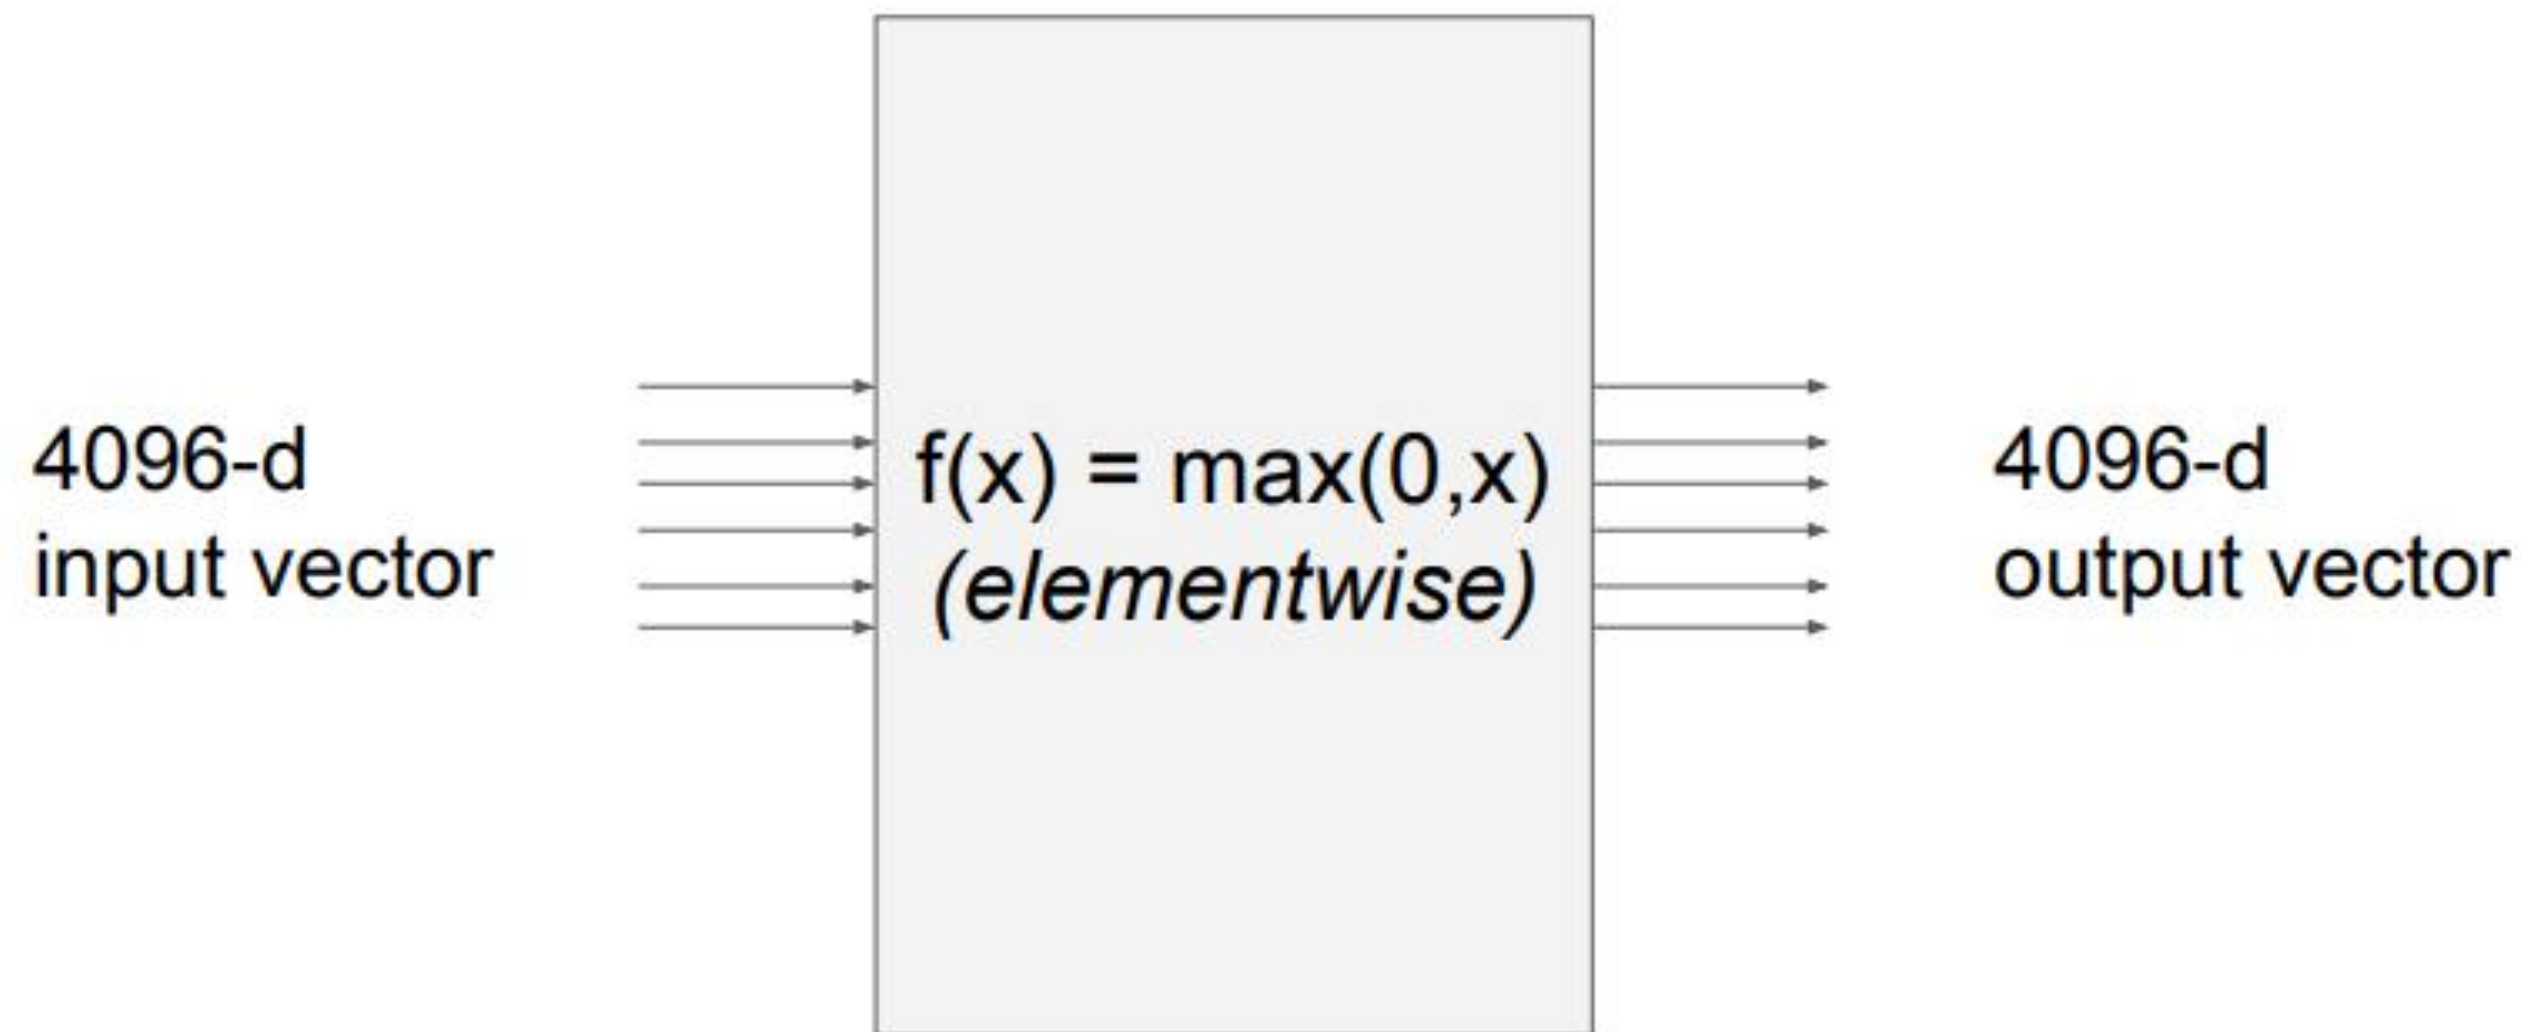 4096-d
input vector
f(x) = max(0,x)
(elementwise)
4096-d
output vector